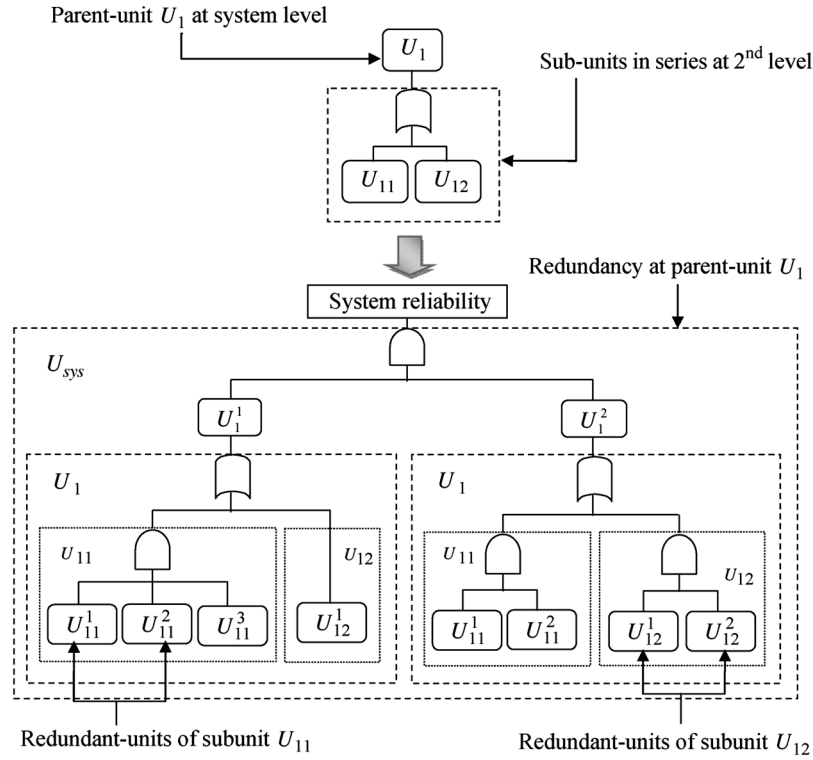 Parent-unit U₁ at system level
U₁
Sub-units in series at 2ⁿᵈ level
U₁₁ U₁₂
Redundancy at parent-unit U₁
System reliability
Uₛᵧₛ
U₁¹ U₁²
U₁ U₁
U₁₁ U₁₂ U₁₁ U₁₂
U₁₁¹ U₁₁² U₁₁³ U₁₂¹ U₁₁¹ U₁₁² U₁₂¹ U₁₂²
Redundant-units of subunit U₁₁ Redundant-units of subunit U₁₂